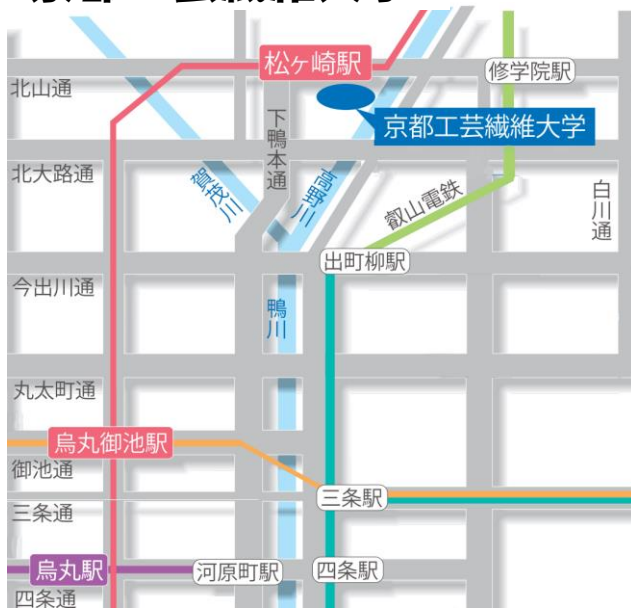 松ヶ崎駅
修学院駅
北山通
京都工芸繊維大学
下鴨本通
北大路通
賀茂川
高野川
叡山電鉄
白川通
出町柳駅
今出川通
鴨川
丸太町通
烏丸御池駅
御池通
三条駅
三条通
烏丸駅
河原町駅
四条駅
四条通